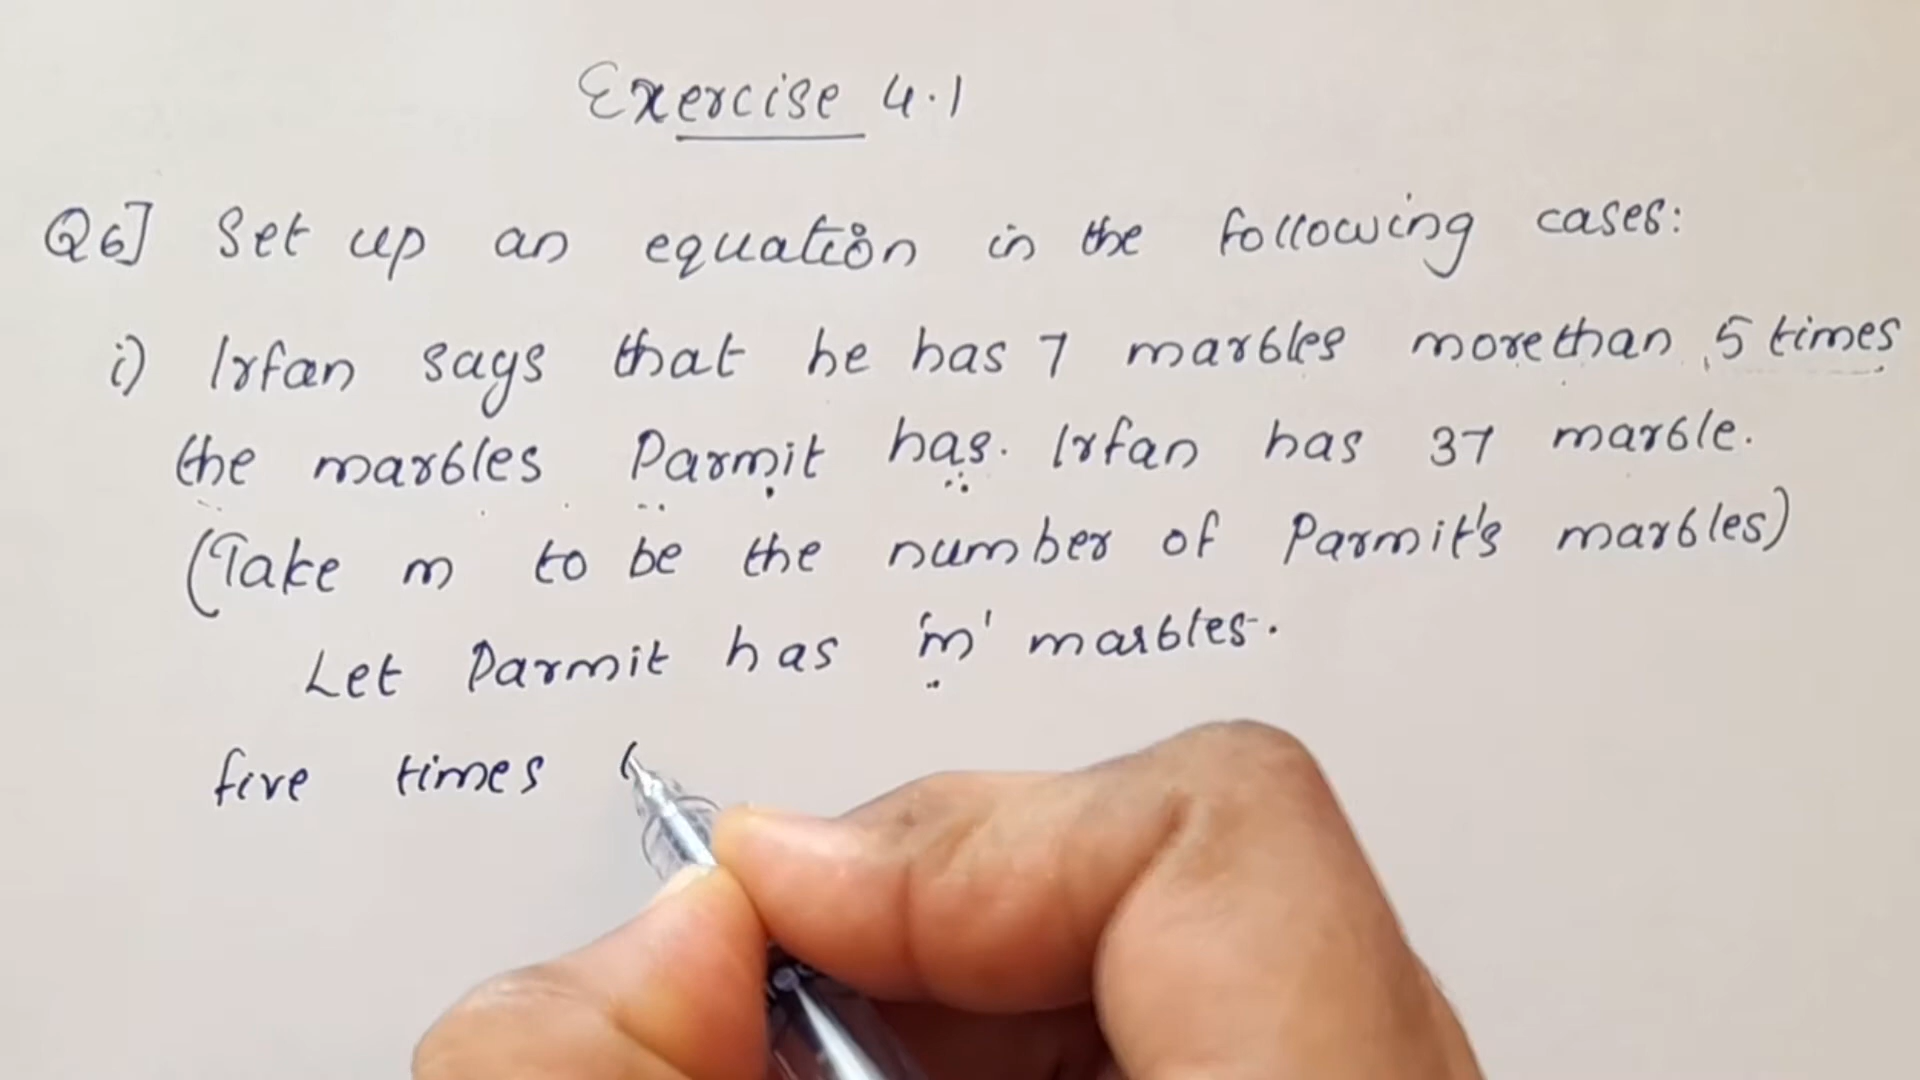 Exercise 4.1
Q6] Set up an equation in the following cases:
i) Irfan says that he has 7 marbles more than 5 times
the marbles Parmit has. Irfan has 37 marble.
(Take m to be the number of Parmit's marbles)
Let Parmit has 'm' marbles.
five times